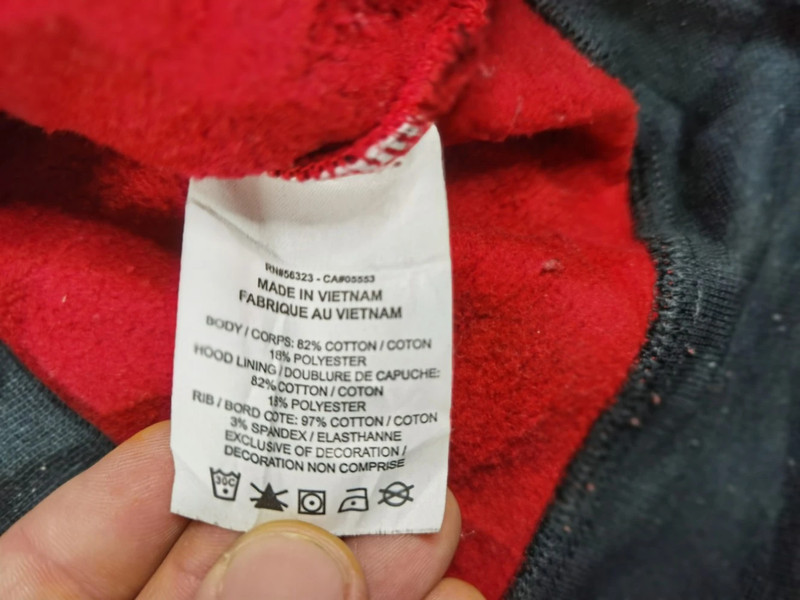 RN#56323 - CA#05553
MADE IN VIETNAM
FABRIQUE AU VIETNAM
BODY / CORPS: 82% COTTON / COTON
18% POLYESTER
HOOD LINING / DOUBLURE DE CAPUCHE:
82% COTTON / COTON
18% POLYESTER
RIB / BORD COTE: 97% COTTON / COTON
3% SPANDEX / ELASTHANNE
EXCLUSIVE OF DECORATION /
DECORATION NON COMPRISE
30C